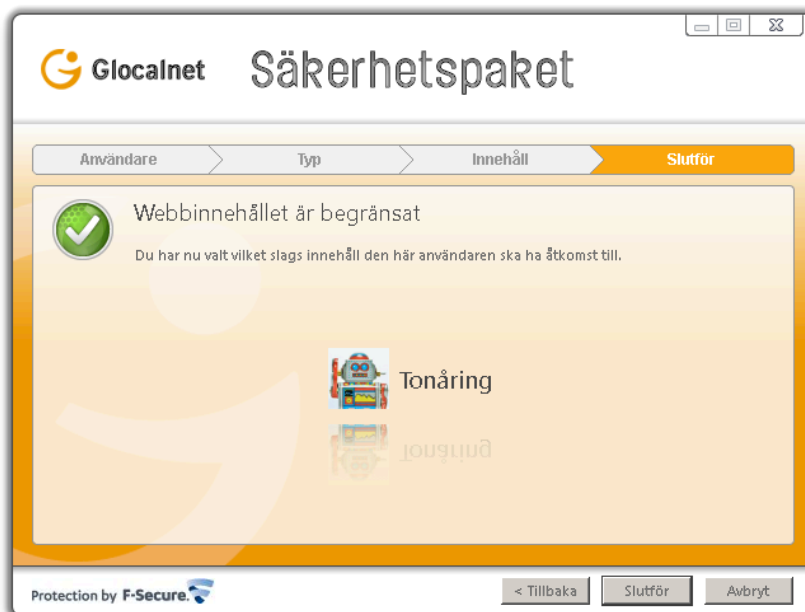 Glocalnet Säkerhetspaket
Användare Typ Innehåll Slutför
Webbinnehållet är begränsat
Du har nu valt vilket slags innehåll den här användaren ska ha åtkomst till.
Tonåring
Tonåring
Protection by F-Secure.
< Tillbaka Slutför Avbryt